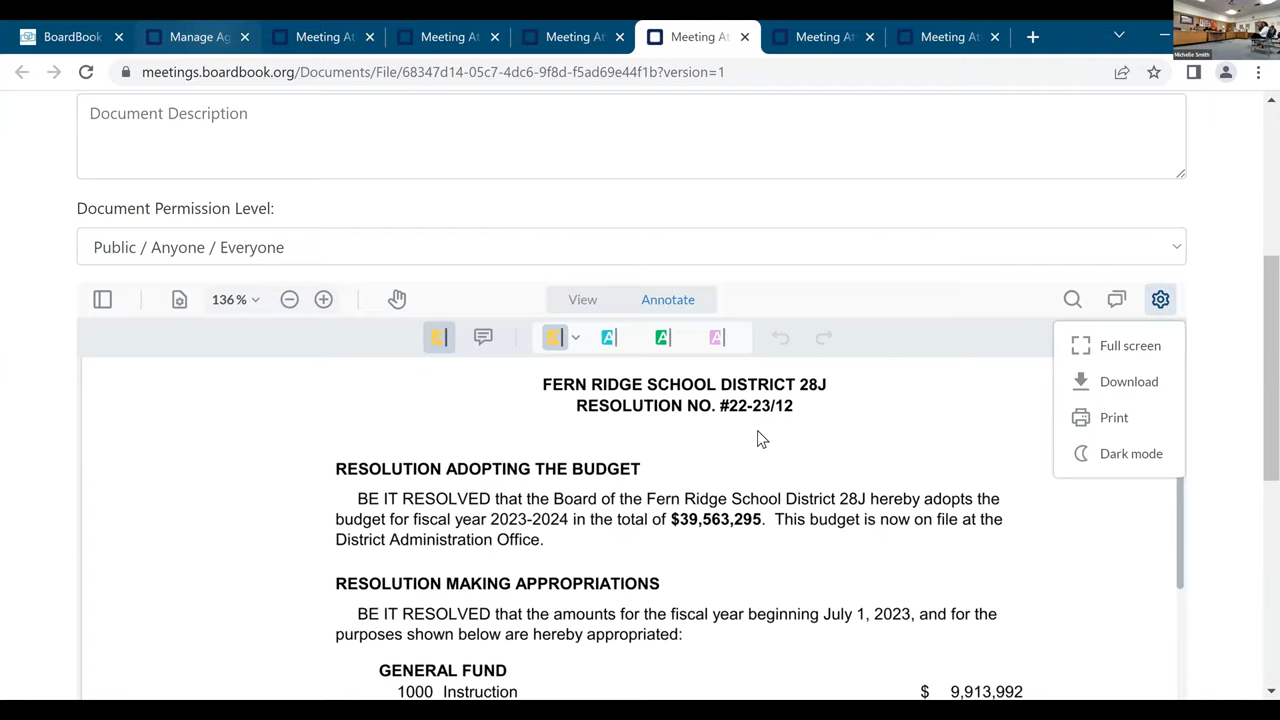 BoardBook
Manage Ag
Meeting At
Meeting At
Meeting At
Meeting At
Meeting At
Meeting At
Michelle Smith
meetings.boardbook.org/Documents/File/68347d14-05c7-4dc6-9f8d-f5ad69e44f1b?version=1
Document Description
Document Permission Level:
Public / Anyone / Everyone
136 %
View
Annotate
Full screen
Download
Print
Dark mode
FERN RIDGE SCHOOL DISTRICT 28J
RESOLUTION NO. #22-23/12
RESOLUTION ADOPTING THE BUDGET
BE IT RESOLVED that the Board of the Fern Ridge School District 28J hereby adopts the
budget for fiscal year 2023-2024 in the total of $39,563,295. This budget is now on file at the
District Administration Office.
RESOLUTION MAKING APPROPRIATIONS
BE IT RESOLVED that the amounts for the fiscal year beginning July 1, 2023, and for the
purposes shown below are hereby appropriated:
GENERAL FUND
1000 Instruction $ 9,913,992